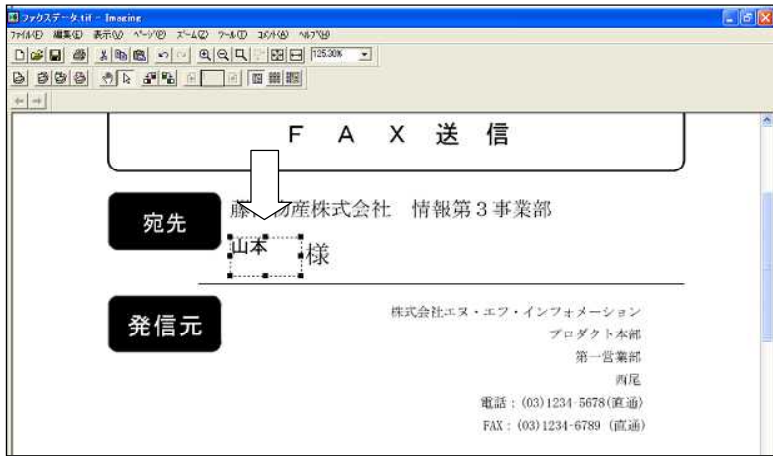 ファクスデータ.tif - Imaging
ファイル(F) 編集(E) 表示(V) ページ(P) ズーム(Z) ツール(T) コメント(A) ヘルプ(H)
125.30%
FAX送信
宛先
物産株式会社 情報第3事業部
山本 様
発信元
株式会社エヌ・エフ・インフォメーション
プロダクト本部
第一営業部
西尾
電話:(03)1234-5678(直通)
FAX:(03)1234-6789 (直通)